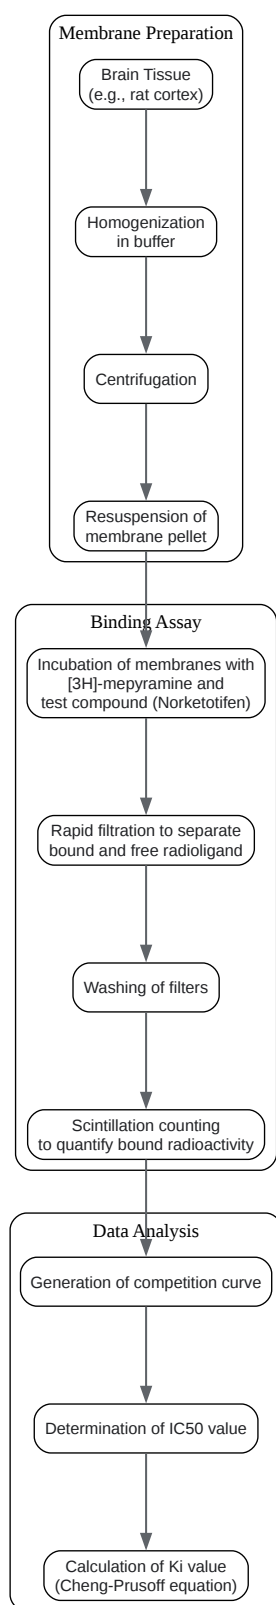 Membrane Preparation
Brain Tissue
(e.g., rat cortex)
Homogenization
in buffer
Centrifugation
Resuspension of
membrane pellet
Binding Assay
Incubation of membranes with
[3H]-mepyramine and
test compound (Norketotifen)
Rapid filtration to separate
bound and free radioligand
Washing of filters
Scintillation counting
to quantify bound radioactivity
Data Analysis
Generation of competition curve
Determination of IC50 value
Calculation of Ki value
(Cheng-Prusoff equation)